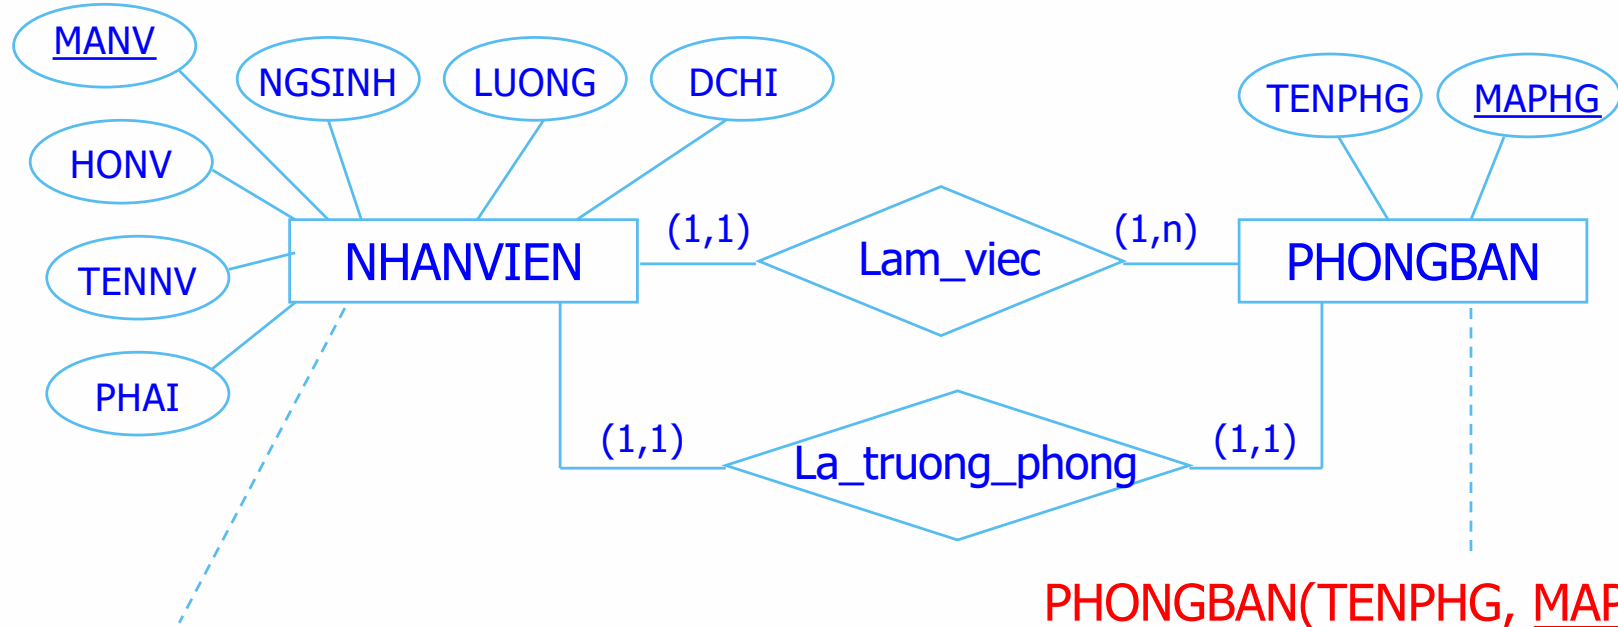 MANV
NGSINH
LUONG
DCHI
TENPHG
MAPHG
HONV
TENNV
PHAI
NHANVIEN
(1,1)
Lam_viec
(1,n)
PHONGBAN
(1,1)
La_truong_phong
(1,1)
PHONGBAN(TENPHG, MAP